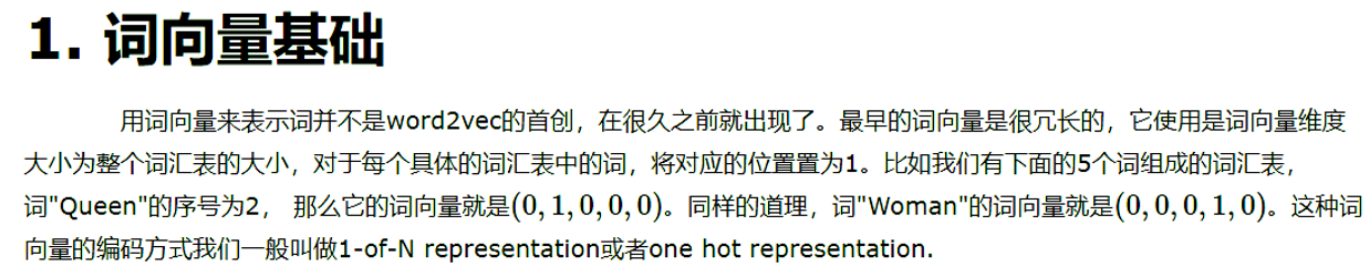 1. 词向量基础
用词向量来表示词并不是word2vec的首创，在很久之前就出现了。最早的词向量是很冗长的，它使用是词向量维度
大小为整个词汇表的大小，对于每个具体的词汇表中的词，将对应的位置置为1。比如我们有下面的5个词组成的词汇表，
词"Queen"的序号为2， 那么它的词向量就是(0, 1, 0, 0, 0)。同样的道理，词"Woman"的词向量就是(0, 0, 0, 1, 0)。这种词
向量的编码方式我们一般叫做1-of-N representation或者one hot representation.